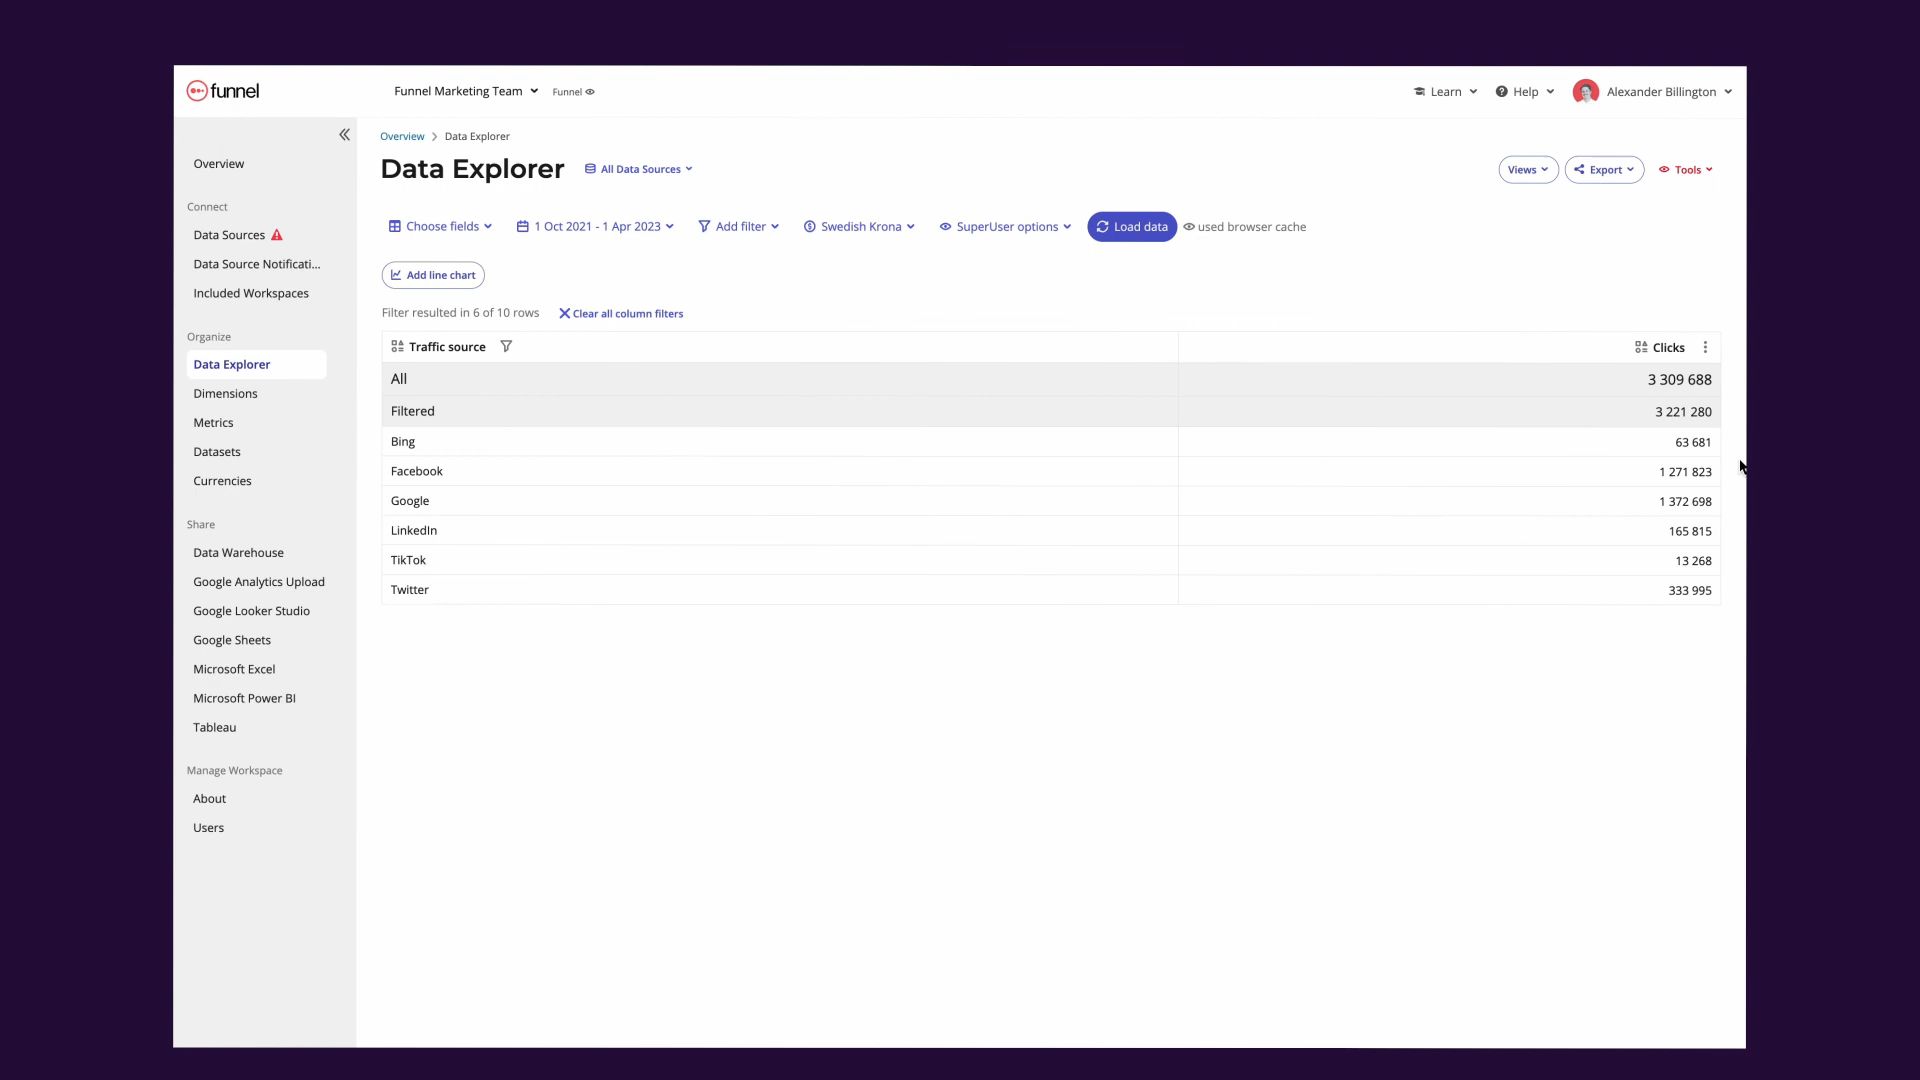 funnel
Funnel Marketing Team
Funnel
Learn
Help
Alexander Billington
Overview
Connect
Data Sources
Data Source Notificati...
Included Workspaces
Organize
Data Explorer
Dimensions
Metrics
Datasets
Currencies
Share
Data Warehouse
Google Analytics Upload
Google Looker Studio
Google Sheets
Microsoft Excel
Microsoft Power BI
Tableau
Manage Workspace
About
Users
Overview > Data Explorer
Data Explorer
All Data Sources
Views
Export
Tools
Choose fields
1 Oct 2021 - 1 Apr 2023
Add filter
Swedish Krona
SuperUser options
Load data
used browser cache
Add line chart
Filter resulted in 6 of 10 rows
Clear all column filters
Traffic source Clicks
All 3 309 688
Filtered 3 221 280
Bing 63 681
Facebook 1 271 823
Google 1 372 698
LinkedIn 165 815
TikTok 13 268
Twitter 333 995